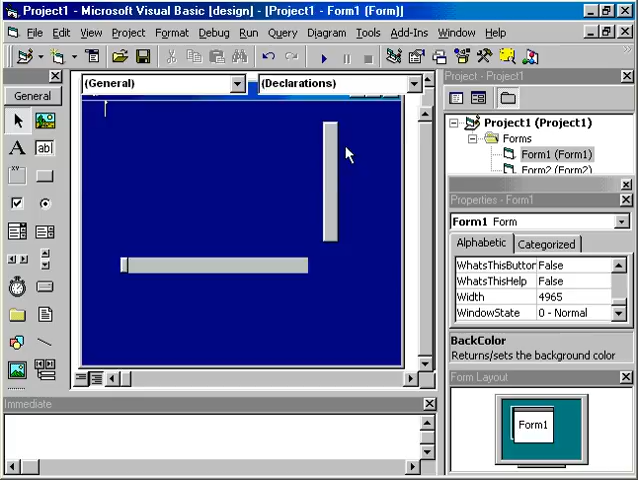 Project1 - Microsoft Visual Basic [design] - [Project1 - Form1 (Form)]
File Edit View Project Format Debug Run Query Diagram Tools Add-Ins Window Help
General
(General) (Declarations)
A ab|
xv
Project - Project1
Project1 (Project1)
Forms
Form1 (Form1)
Form2 (Form2)
Properties - Form1
Form1 Form
Alphabetic Categorized
WhatsThisButton False
WhatsThisHelp False
Width 4965
WindowState 0 - Normal
BackColor
Returns/sets the background color
Form Layout
Form1
Immediate